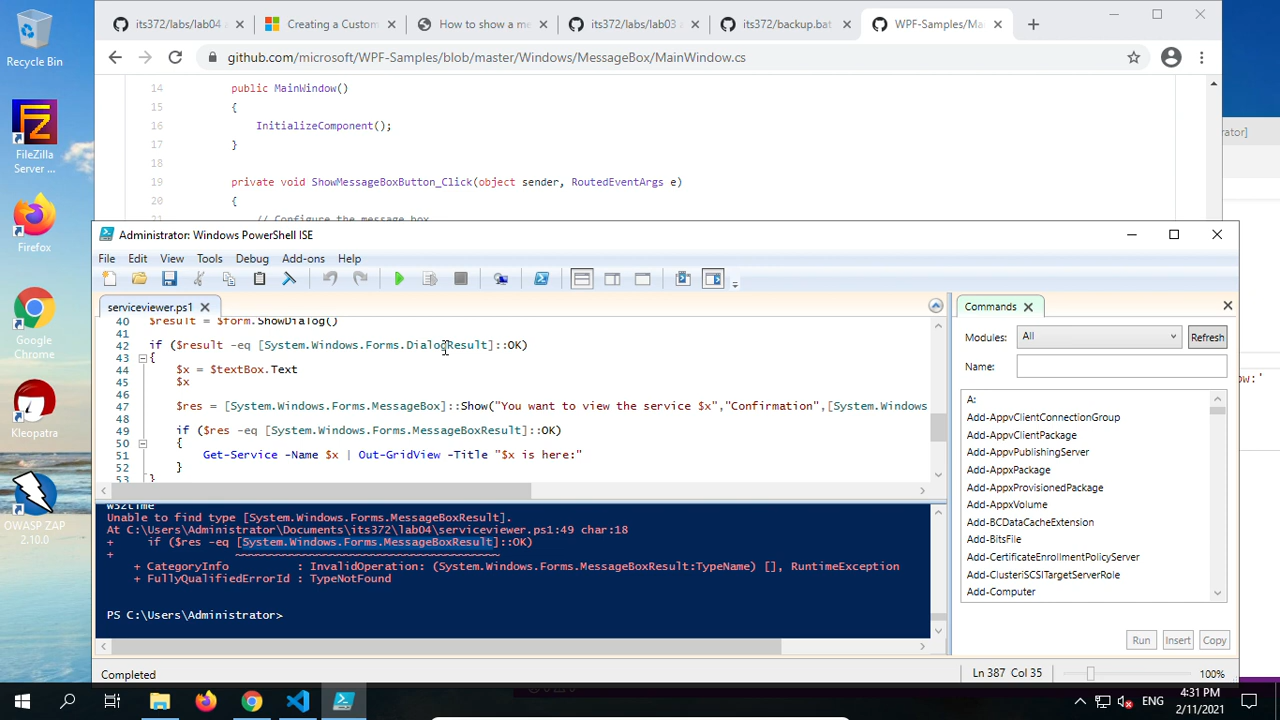 Recycle Bin
FileZilla
Server ...
Firefox
Google
Chrome
Kleopatra
OWASP ZAP
2.10.0
its372/labs/lab04
Creating a Custom
How to show a me
its372/labs/lab03
its372/backup.bat
WPF-Samples/Ma
github.com/microsoft/WPF-Samples/blob/master/Windows/MessageBox/MainWindow.cs
14 public MainWindow()
15 {
16 InitializeComponent();
17 }
18
19 private void ShowMessageBoxButton_Click(object sender, RoutedEventArgs e)
20 {
21 // Configure the message box
rator]
ow:'
Administrator: Windows PowerShell ISE
File Edit View Tools Debug Add-ons Help
serviceviewer.ps1
40 $result = $form.ShowDialog()
41
42 if ($result -eq [System.Windows.Forms.DialogResult]::OK)
43 {
44 $x = $textBox.Text
45 $x
46
47 $res = [System.Windows.Forms.MessageBox]::Show("You want to view the service $x","Confirmation",[System.Windows
48
49 if ($res -eq [System.Windows.Forms.MessageBoxResult]::OK)
50 {
51 Get-Service -Name $x | Out-GridView -Title "$x is here:"
52 }
53 }
w32time
Unable to find type [System.Windows.Forms.MessageBoxResult].
At C:\Users\Administrator\Documents\its372\lab04\serviceviewer.ps1:49 char:18
+ if ($res -eq [System.Windows.Forms.MessageBoxResult]::OK)
+ ~~~~~~~~~~~~~~~~~~~~~~~~~~~~~~~~~~~~~~~
+ CategoryInfo : InvalidOperation: (System.Windows.Forms.MessageBoxResult:TypeName) [], RuntimeException
+ FullyQualifiedErrorId : TypeNotFound
PS C:\Users\Administrator>
Commands
Modules: All Refresh
Name:
A:
Add-AppvClientConnectionGroup
Add-AppvClientPackage
Add-AppvPublishingServer
Add-AppxPackage
Add-AppxProvisionedPackage
Add-AppxVolume
Add-BCDataCacheExtension
Add-BitsFile
Add-CertificateEnrollmentPolicyServer
Add-ClusteriSCSITargetServerRole
Add-Computer
Run Insert Copy
Completed
Ln 387 Col 35
100%
ENG
4:31 PM
2/11/2021